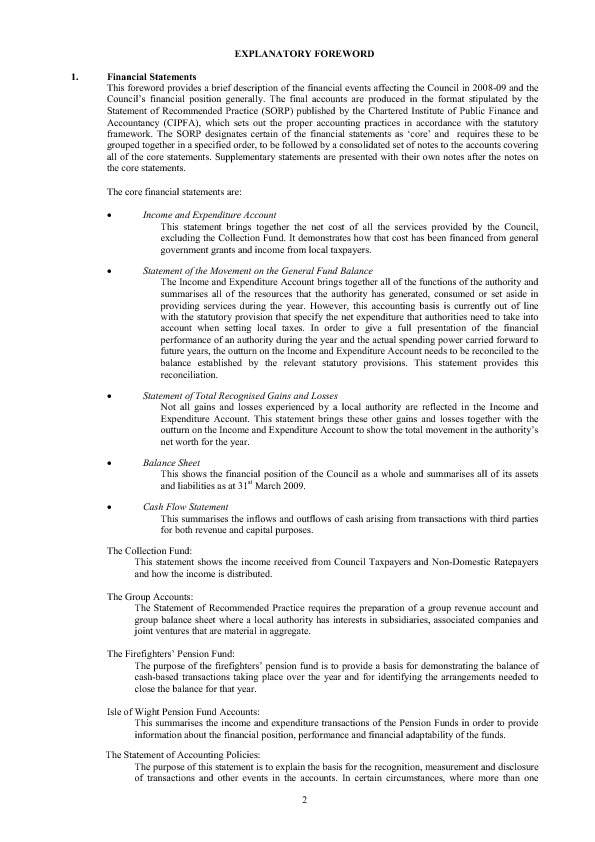 EXPLANATORY FOREWORD
1. Financial Statements
This foreword provides a brief description of the financial events affecting the Council in 2008-09 and the
Council's financial position generally. The final accounts are produced in the format stipulated by the
Statement of Recommended Practice (SORP) published by the Chartered Institute of Public Finance and
Accountancy (CIPFA), which sets out the proper accounting practices in accordance with the statutory
framework. The SORP designates certain of the financial statements as 'core' and requires these to be
grouped together in a specified order, to be followed by a consolidated set of notes to the accounts covering
all of the core statements. Supplementary statements are presented with their own notes after the notes on
the core statements.
The core financial statements are:
• Income and Expenditure Account
This statement brings together the net cost of all the services provided by the Council,
excluding the Collection Fund. It demonstrates how that cost has been financed from general
government grants and income from local taxpayers.
• Statement of the Movement on the General Fund Balance
The Income and Expenditure Account brings together all of the functions of the authority and
summarises all of the resources that the authority has generated, consumed or set aside in
providing services during the year. However, this accounting basis is currently out of line
with the statutory provision that specify the net expenditure that authorities need to take into
account when setting local taxes. In order to give a full presentation of the financial
performance of an authority during the year and the actual spending power carried forward to
future years, the outturn on the Income and Expenditure Account needs to be reconciled to the
balance established by the relevant statutory provisions. This statement provides this
reconciliation.
• Statement of Total Recognised Gains and Losses
Not all gains and losses experienced by a local authority are reflected in the Income and
Expenditure Account. This statement brings these other gains and losses together with the
outturn on the Income and Expenditure Account to show the total movement in the authority's
net worth for the year.
• Balance Sheet
This shows the financial position of the Council as a whole and summarises all of its assets
and liabilities as at 31st March 2009.
• Cash Flow Statement
This summarises the inflows and outflows of cash arising from transactions with third parties
for both revenue and capital purposes.
The Collection Fund:
This statement shows the income received from Council Taxpayers and Non-Domestic Ratepayers
and how the income is distributed.
The Group Accounts:
The Statement of Recommended Practice requires the preparation of a group revenue account and
group balance sheet where a local authority has interests in subsidiaries, associated companies and
joint ventures that are material in aggregate.
The Firefighters' Pension Fund:
The purpose of the firefighters' pension fund is to provide a basis for demonstrating the balance of
cash-based transactions taking place over the year and for identifying the arrangements needed to
close the balance for that year.
Isle of Wight Pension Fund Accounts:
This summarises the income and expenditure transactions of the Pension Funds in order to provide
information about the financial position, performance and financial adaptability of the funds.
The Statement of Accounting Policies:
The purpose of this statement is to explain the basis for the recognition, measurement and disclosure
of transactions and other events in the accounts. In certain circumstances, where more than one
2